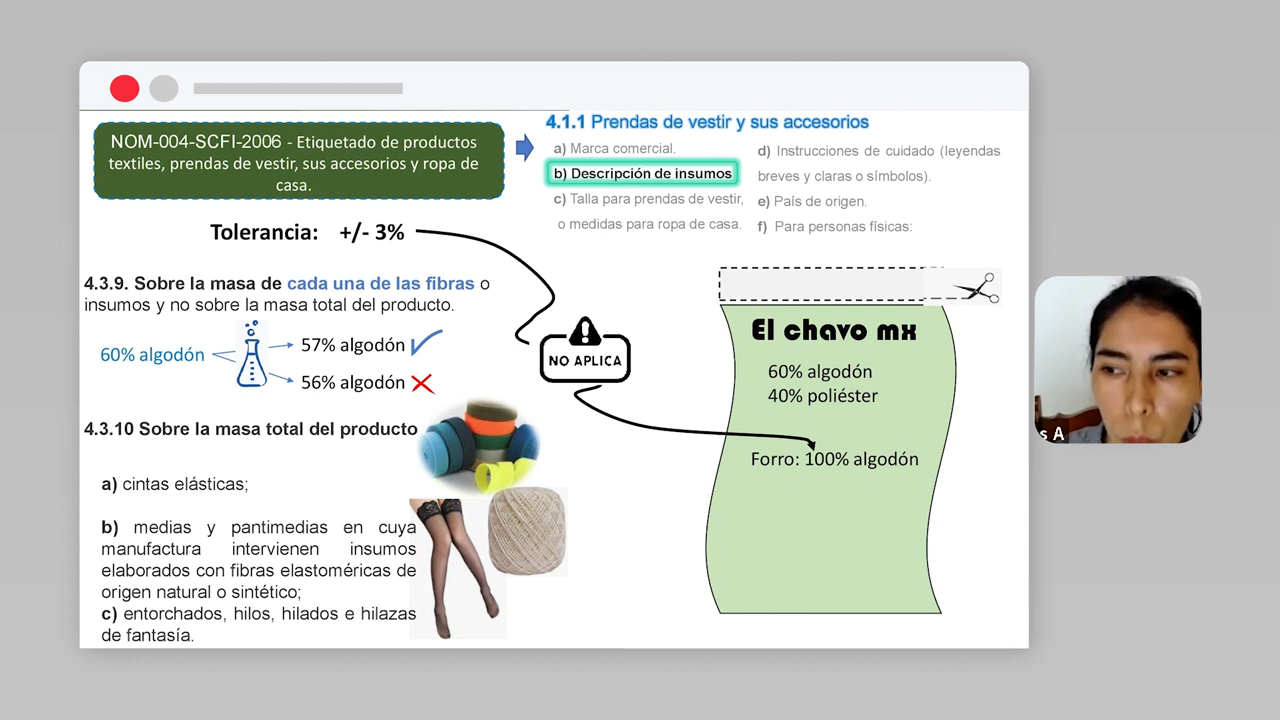 NOM-004-SCFI-2006 - Etiquetado de productos
textiles, prendas de vestir, sus accesorios y ropa de
casa.
4.1.1 Prendas de vestir y sus accesorios
a) Marca comercial.
b) Descripción de insumos
c) Talla para prendas de vestir,
o medidas para ropa de casa.
d) Instrucciones de cuidado (leyendas
breves y claras o símbolos).
e) País de origen.
f) Para personas físicas:
Tolerancia: +/- 3%
4.3.9. Sobre la masa de cada una de las fibras o
insumos y no sobre la masa total del producto.
60% algodón
57% algodón
56% algodón
NO APLICA
4.3.10 Sobre la masa total del producto
a) cintas elásticas;
b) medias y pantimedias en cuya
manufactura intervienen insumos
elaborados con fibras elastoméricas de
origen natural o sintético;
c) entorchados, hilos, hilados e hilazas
de fantasía.
El chavo mx
60% algodón
40% poliéster
Forro: 100% algodón
s A